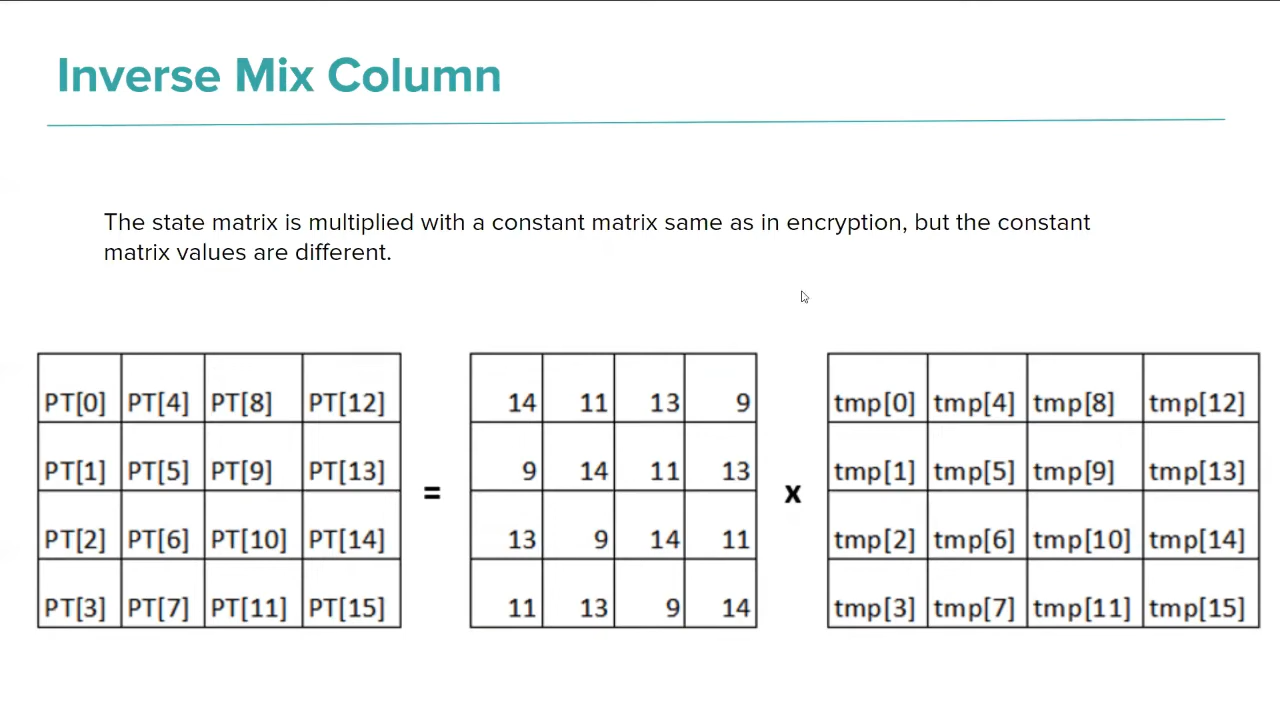 Inverse Mix Column
The state matrix is multiplied with a constant matrix same as in encryption, but the constant
matrix values are different.
PT[0] PT[4] PT[8] PT[12]
PT[1] PT[5] PT[9] PT[13]
PT[2] PT[6] PT[10] PT[14]
PT[3] PT[7] PT[11] PT[15]
=
14 11 13 9
9 14 11 13
13 9 14 11
11 13 9 14
x
tmp[0] tmp[4] tmp[8] tmp[12]
tmp[1] tmp[5] tmp[9] tmp[13]
tmp[2] tmp[6] tmp[10] tmp[14]
tmp[3] tmp[7] tmp[11] tmp[15]